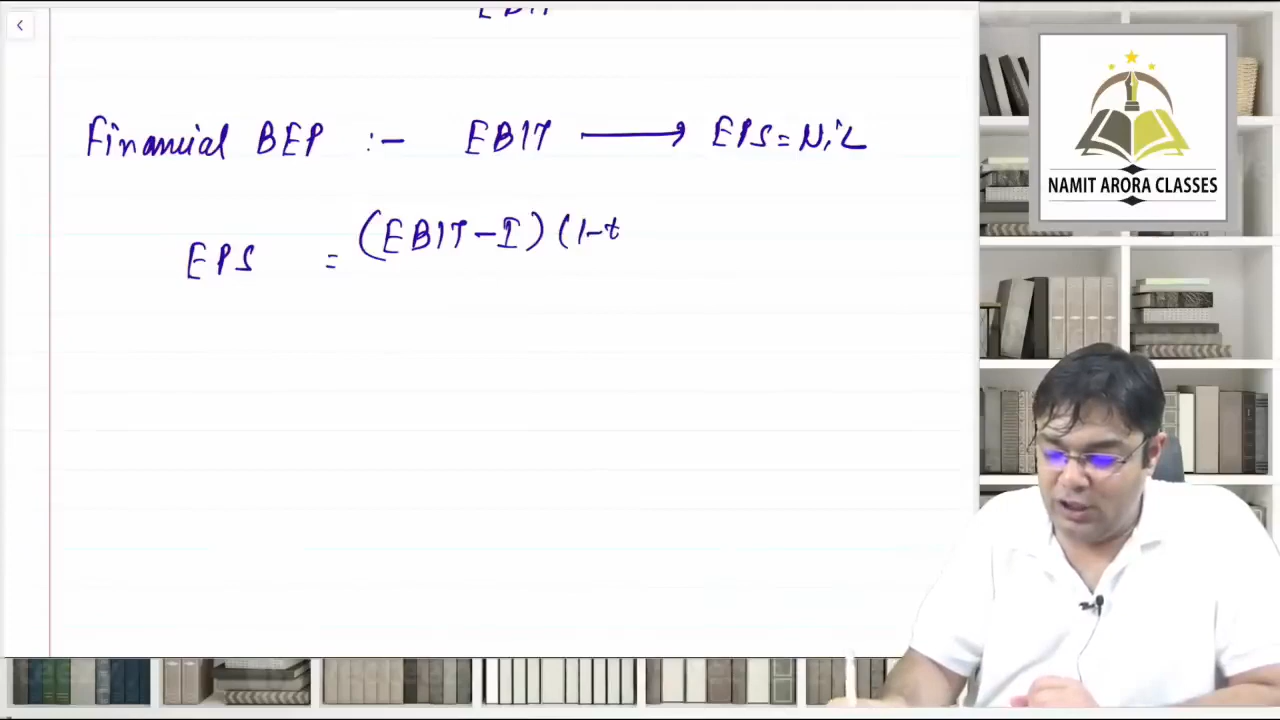 Financial BEP :- EBIT → EPS = NiL
EPS = (EBIT - I) (1-t
NAMIT ARORA CLASSES